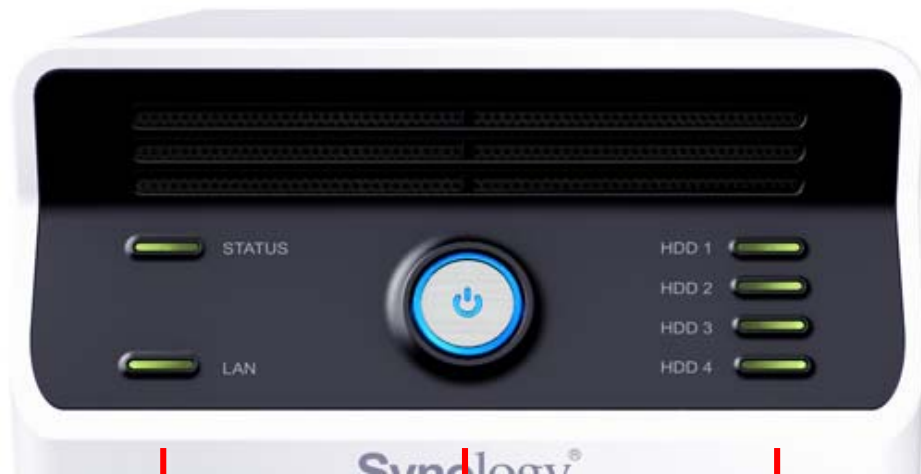 STATUS
LAN
HDD 1
HDD 2
HDD 3
HDD 4
Synology®